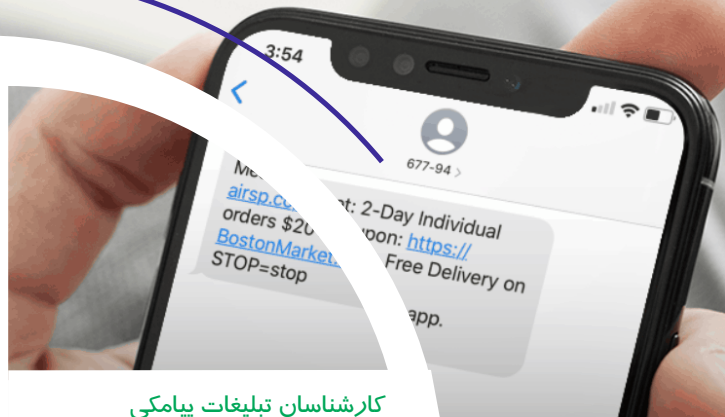 3:54
677-94 >
airsp.co t: 2-Day Individual
orders $20 pon: https://
BostonMarket. Free Delivery on
STOP=stop
app.
کارشناسان تبلیغات پیامکی